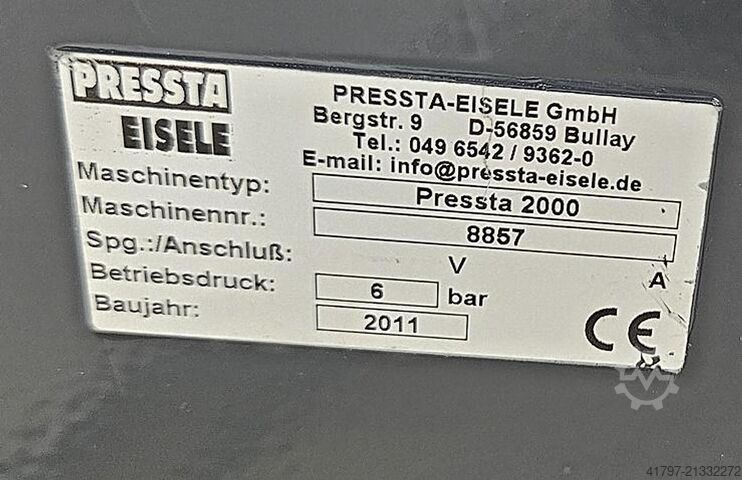 PRESSTA
EISELE
PRESSTA-EISELE GmbH
Bergstr. 9 D-56859 Bullay
Tel.: 049 6542 / 9362-0
E-mail: info@pressta-eisele.de
Maschinentyp: Pressta 2000
Maschinennr.: 8857
Spg.:/Anschluß: V A
Betriebsdruck: 6 bar
Baujahr: 2011
CE
41797-21332272